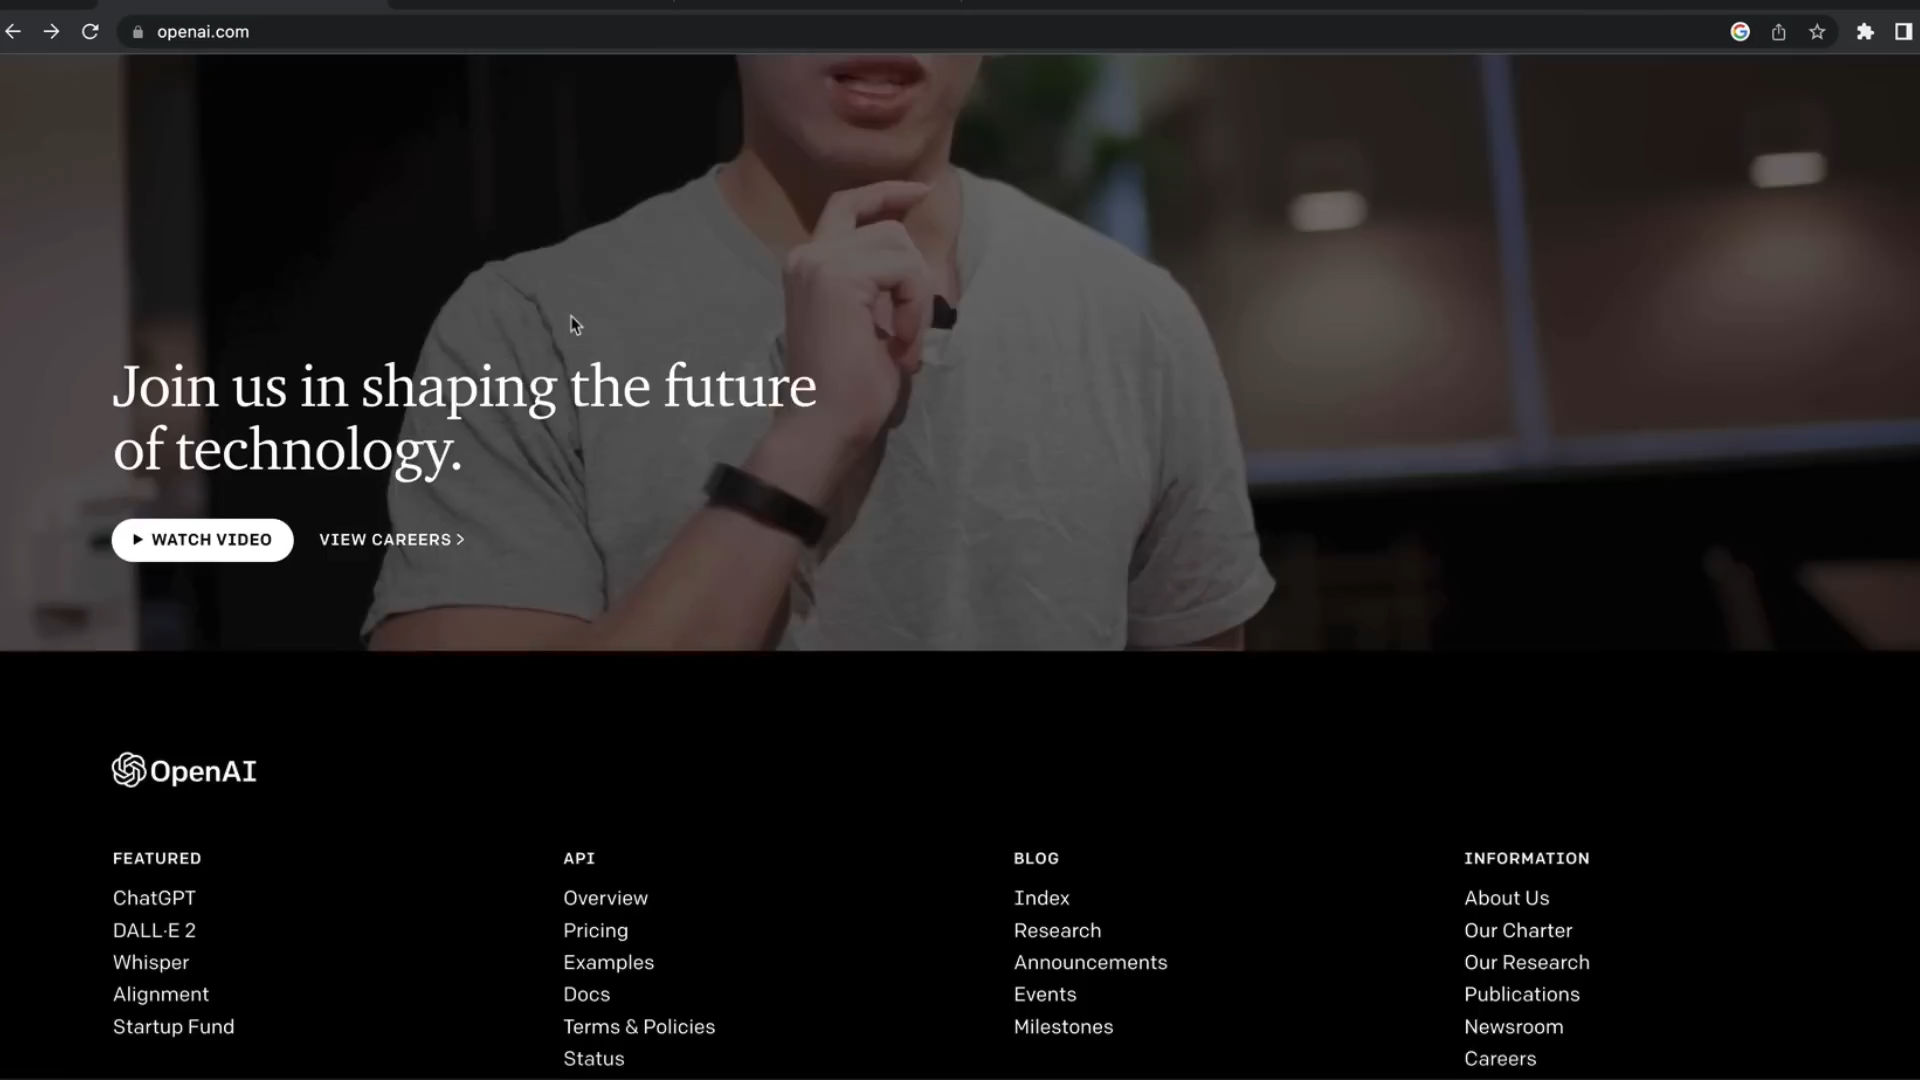 openai.com
Join us in shaping the future
of technology.
WATCH VIDEO
VIEW CAREERS >
OpenAI
FEATURED
ChatGPT
DALL·E 2
Whisper
Alignment
Startup Fund
API
Overview
Pricing
Examples
Docs
Terms & Policies
Status
BLOG
Index
Research
Announcements
Events
Milestones
INFORMATION
About Us
Our Charter
Our Research
Publications
Newsroom
Careers